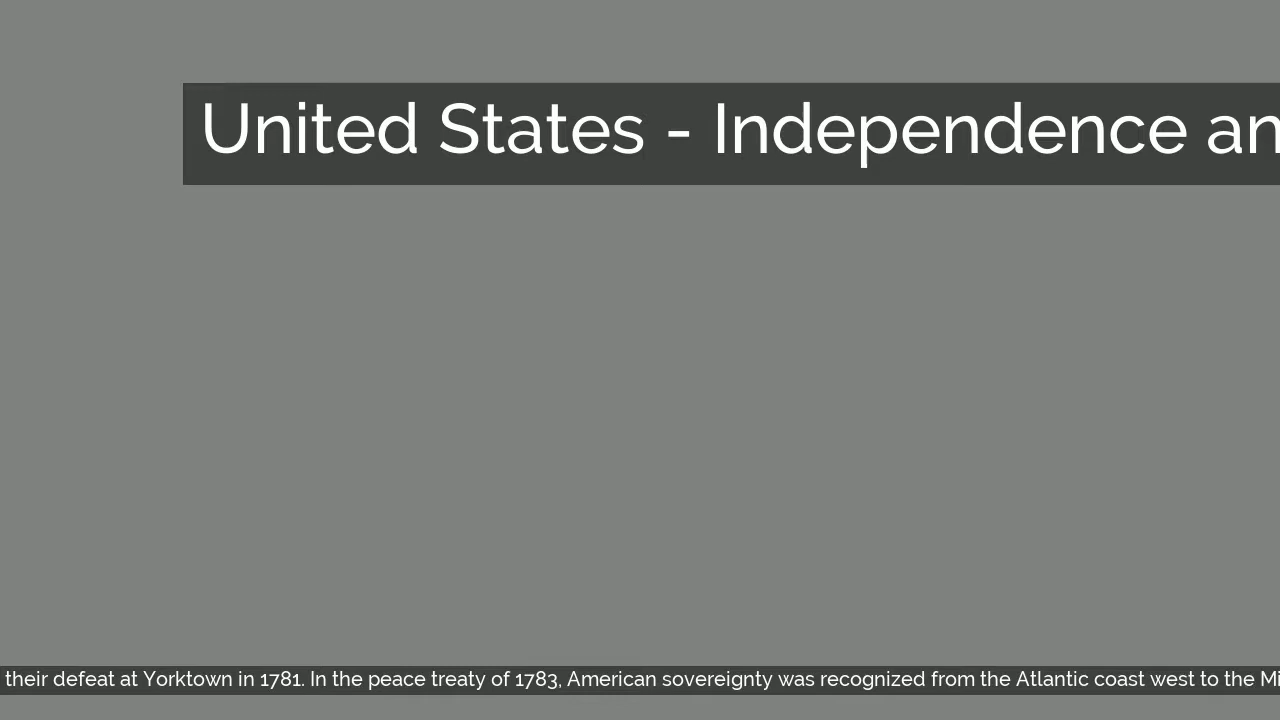 United States - Independence an
their defeat at Yorktown in 1781. In the peace treaty of 1783, American sovereignty was recognized from the Atlantic coast west to the Mi